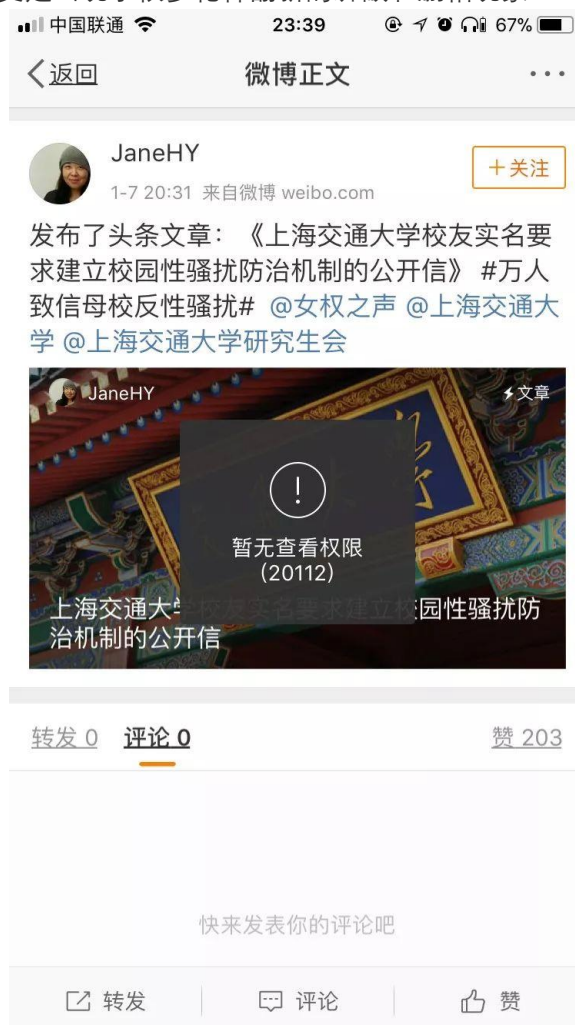 中国联通 23:39 67%
返回 微博正文
JaneHY
+关注
1-7 20:31 来自微博 weibo.com
发布了头条文章：《上海交通大学校友实名要
求建立校园性骚扰防治机制的公开信》 #万人
致信母校反性骚扰# @女权之声 @上海交通大
学 @上海交通大学研究生会
JaneHY 文章
!
暂无查看权限
(20112)
上海交通大学校友实名要求建立校园性骚扰防
治机制的公开信
转发 0 评论 0 赞 203
快来发表你的评论吧
转发 评论 赞